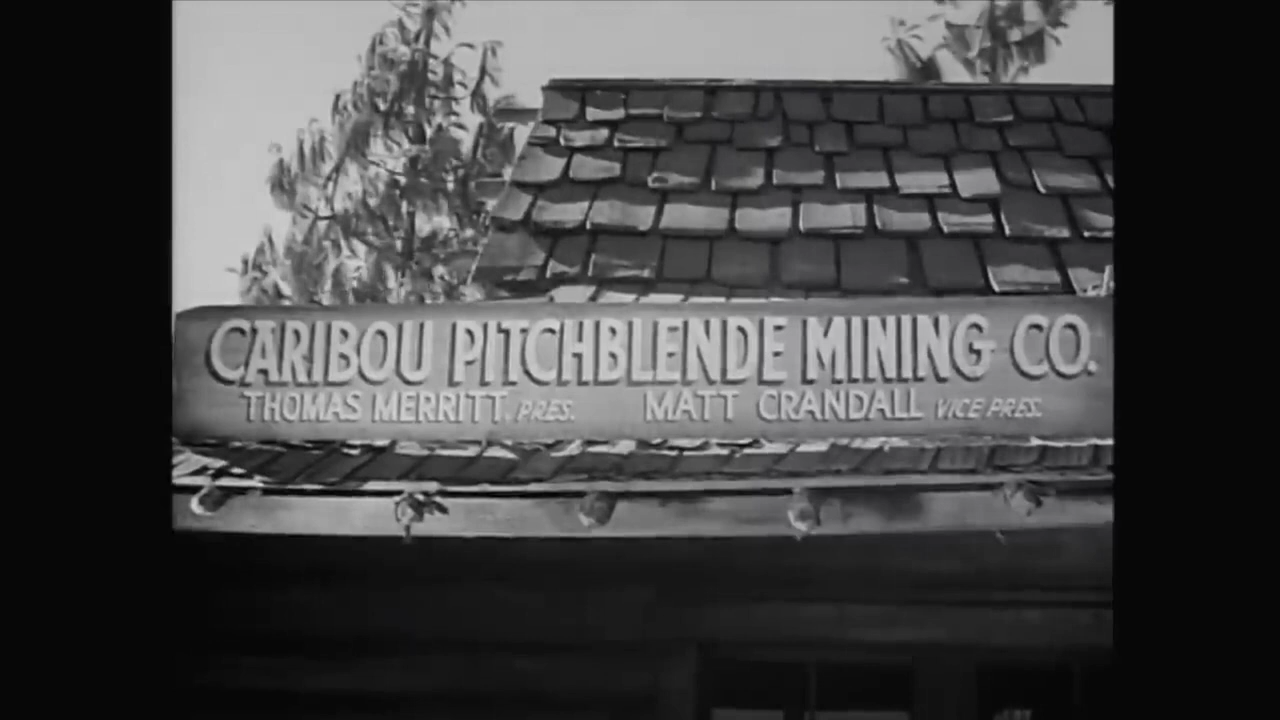 CARIBOU PITCHBLENDE MINING CO.
THOMAS MERRITT. PRES. MATT CRANDALL VICE PRES.